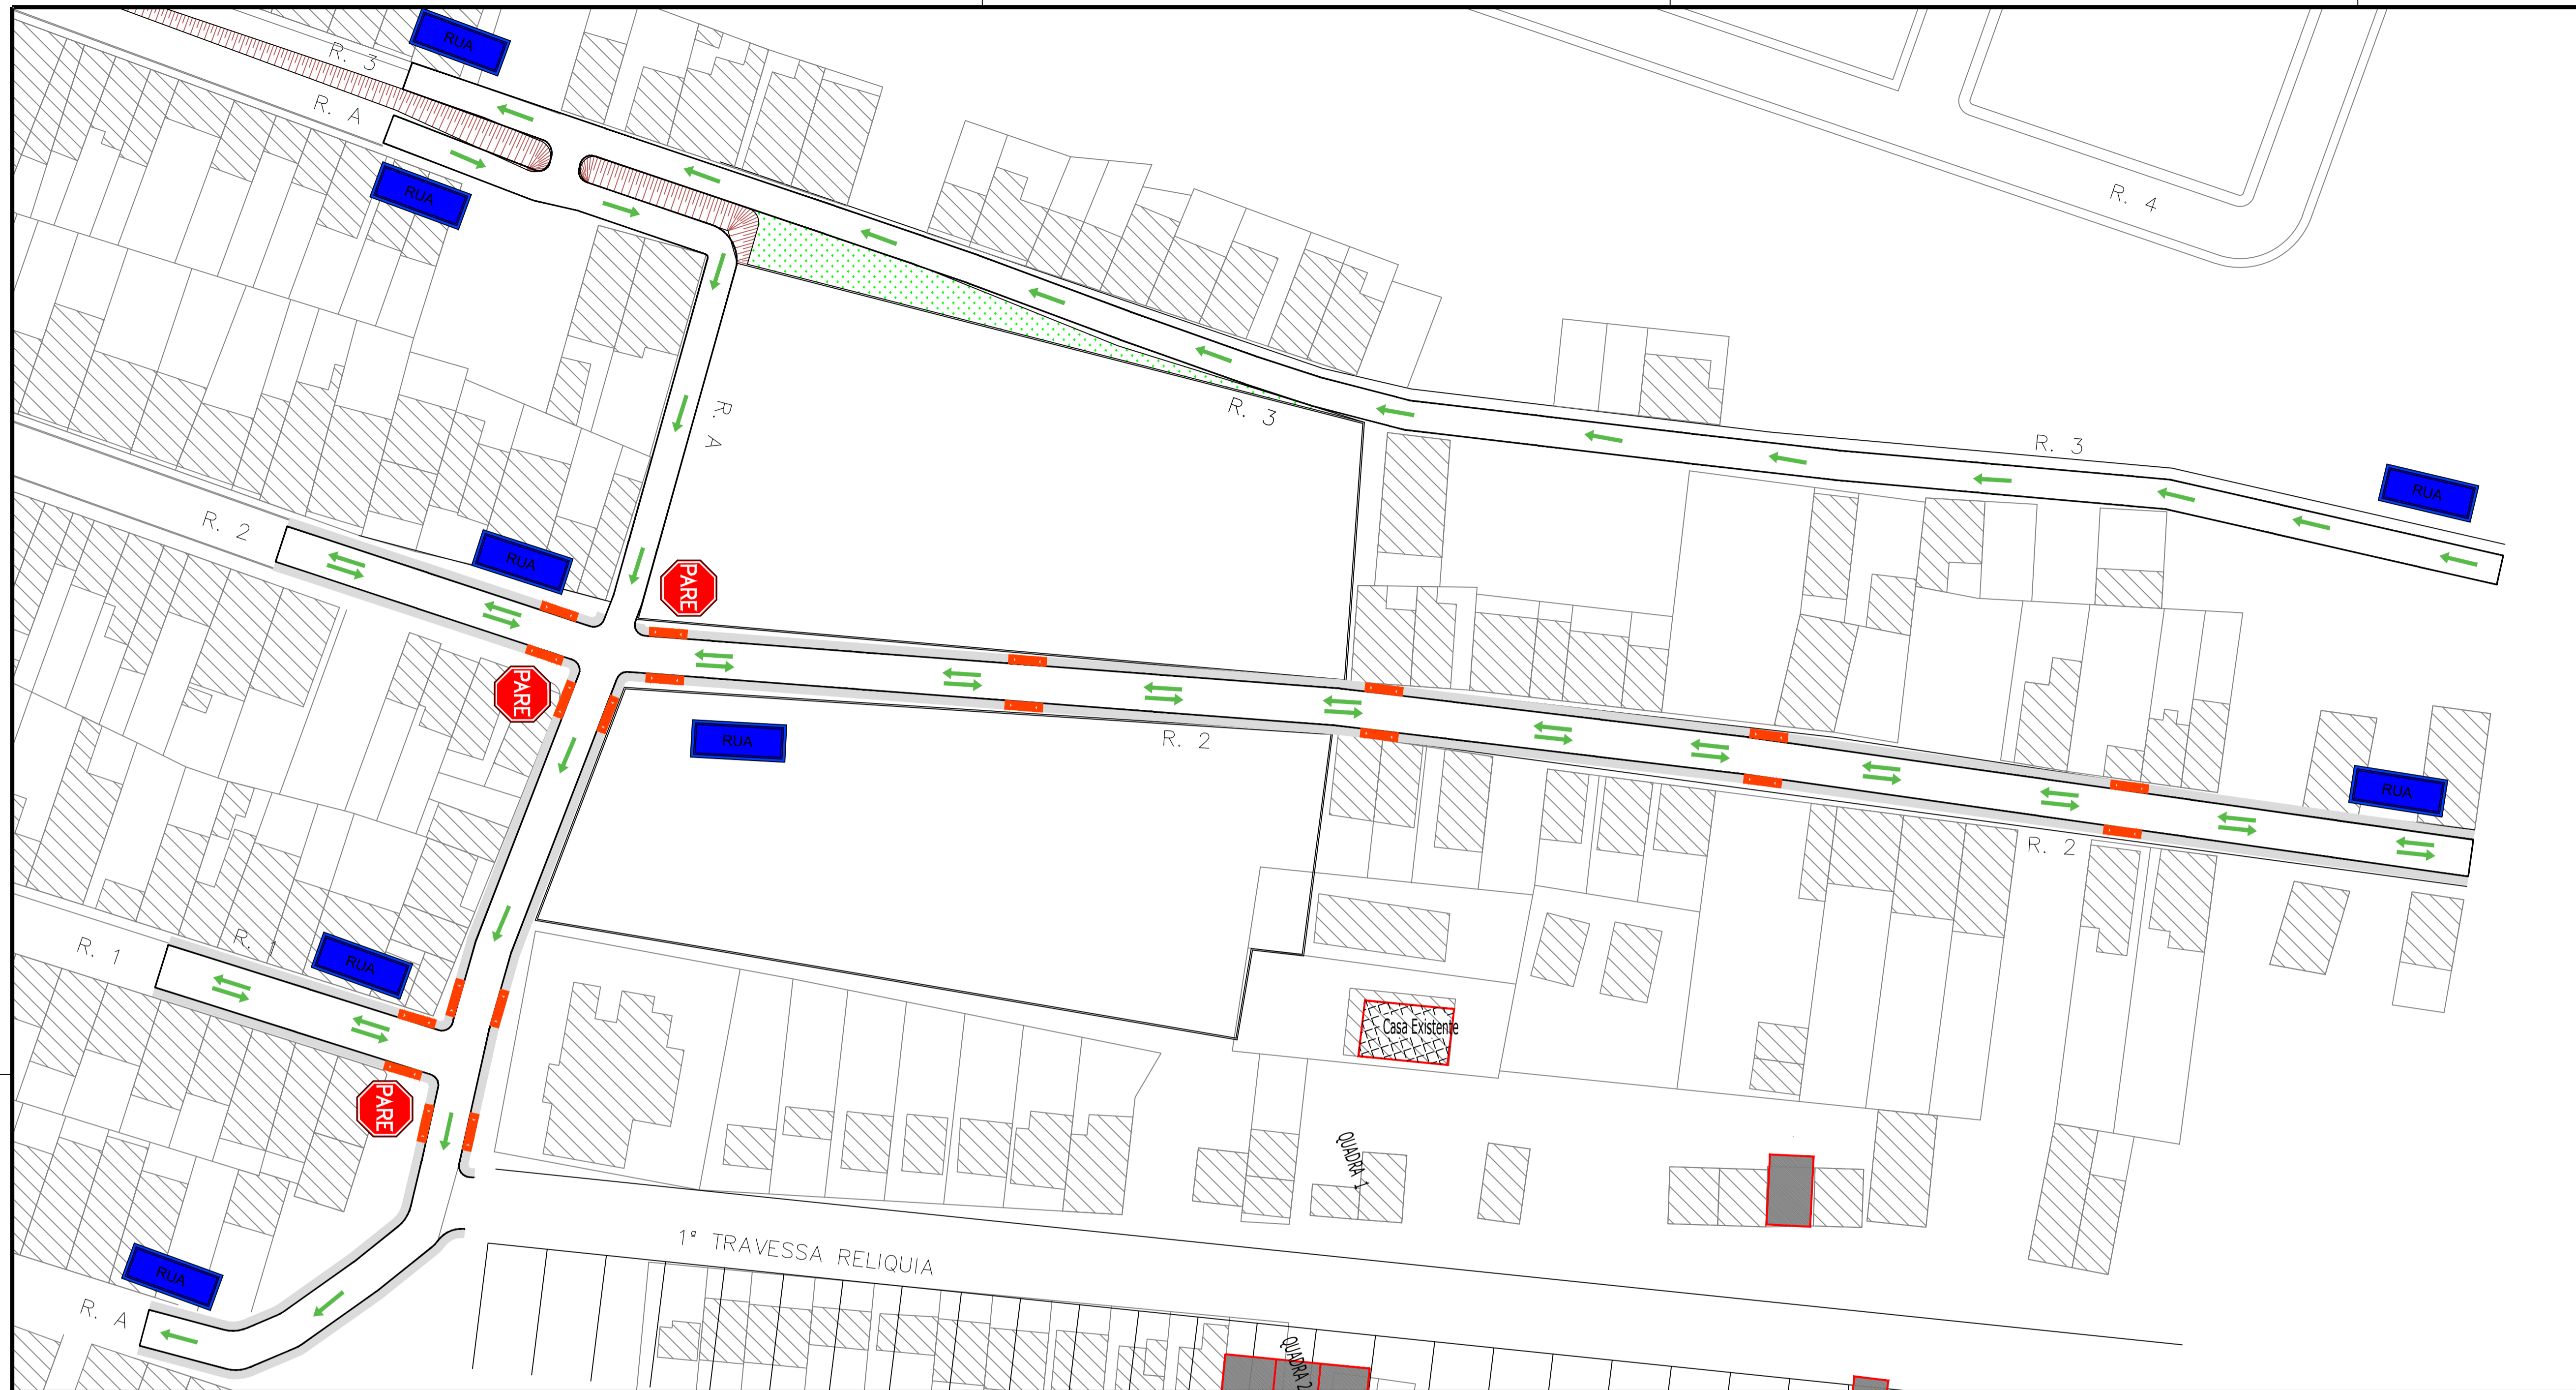 RUA
R. 3
R. A
RUA
R. 4
R. A
R. 3
R. 3
RUA
R. 2
RUA
PARE
PARE
RUA
R. 2
RUA
R. 2
R. 1
R. 1
RUA
Casa Existente
PARE
QUADRA 1
1ª TRAVESSA RELIQUIA
RUA
R. A
QUADRA 2